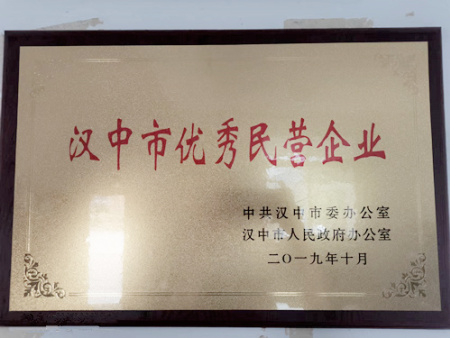 汉中市优秀民营企业
中共汉中市委办公室
汉中市人民政府办公室
二〇一九年十月